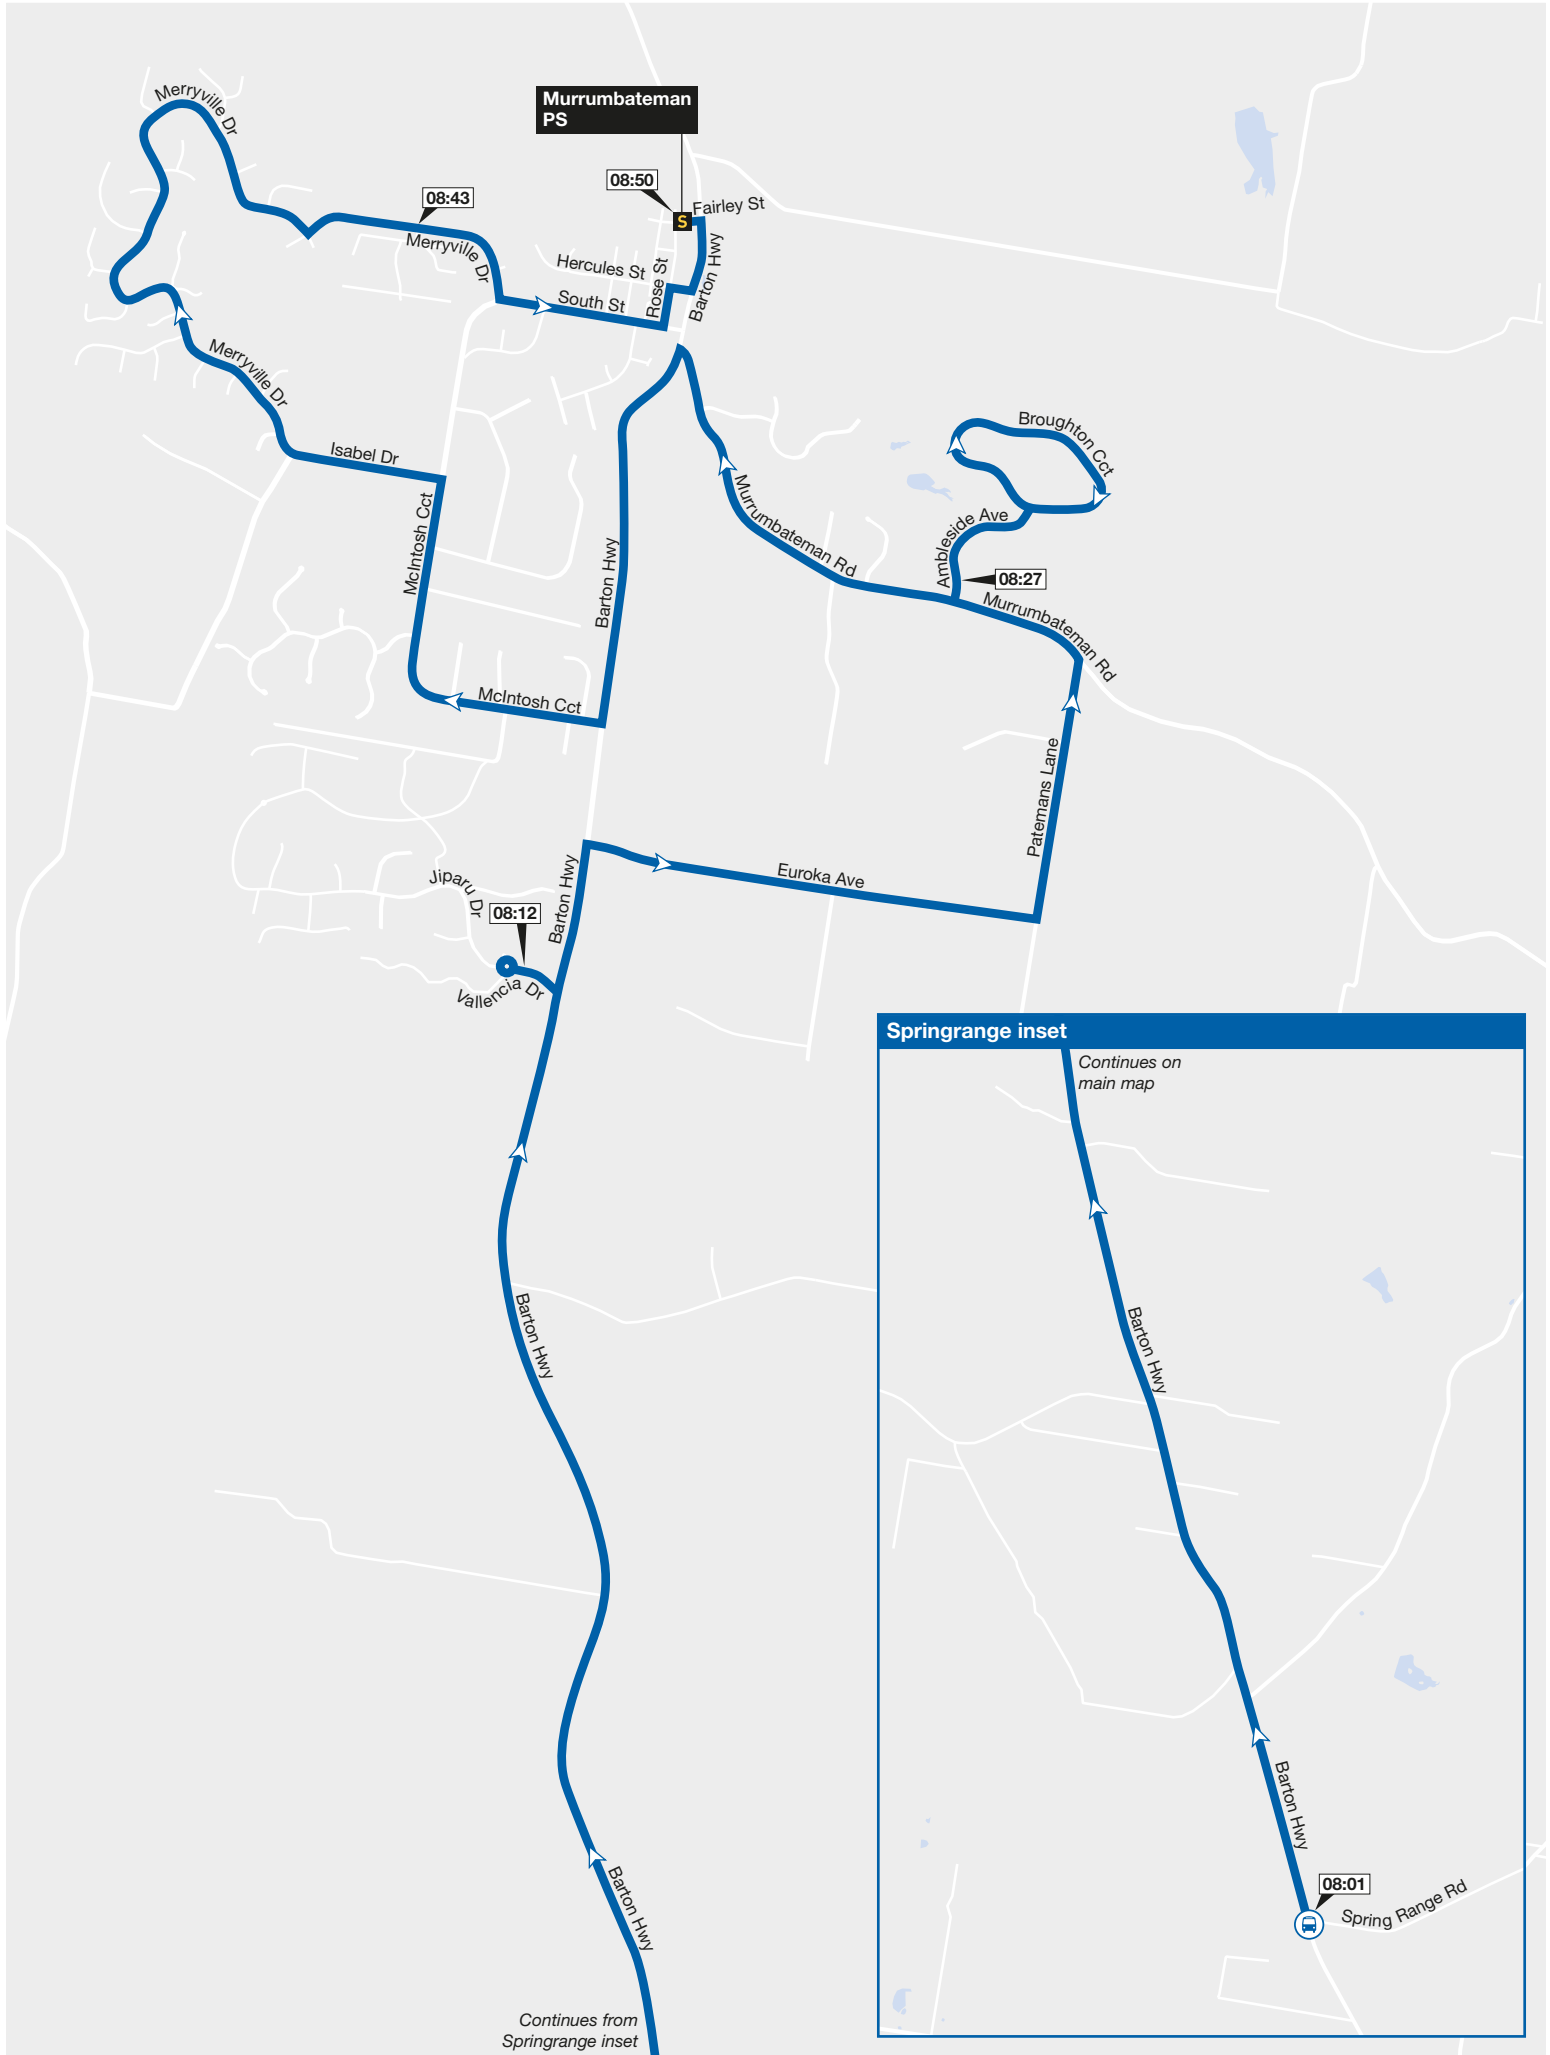 Merryville Dr
Murrumbateman
PS
08:50
08:43
Fairley St
Merryville Dr
Hercules St
Rose St
Barton Hwy
South St
Merryville Dr
Isabel Dr
McIntosh Cct
Broughton Cct
Murrumbateman Rd
Ambleside Ave
08:27
Murrumbateman Rd
Barton Hwy
McIntosh Cct
Patemans Lane
Euroka Ave
Jiparu Dr
08:12
Barton Hwy
Vallencia Dr
Springrange inset
Continues on
main map
Barton Hwy
Barton Hwy
Barton Hwy
08:01
Spring Range Rd
Barton Hwy
Continues from
Springrange inset
S